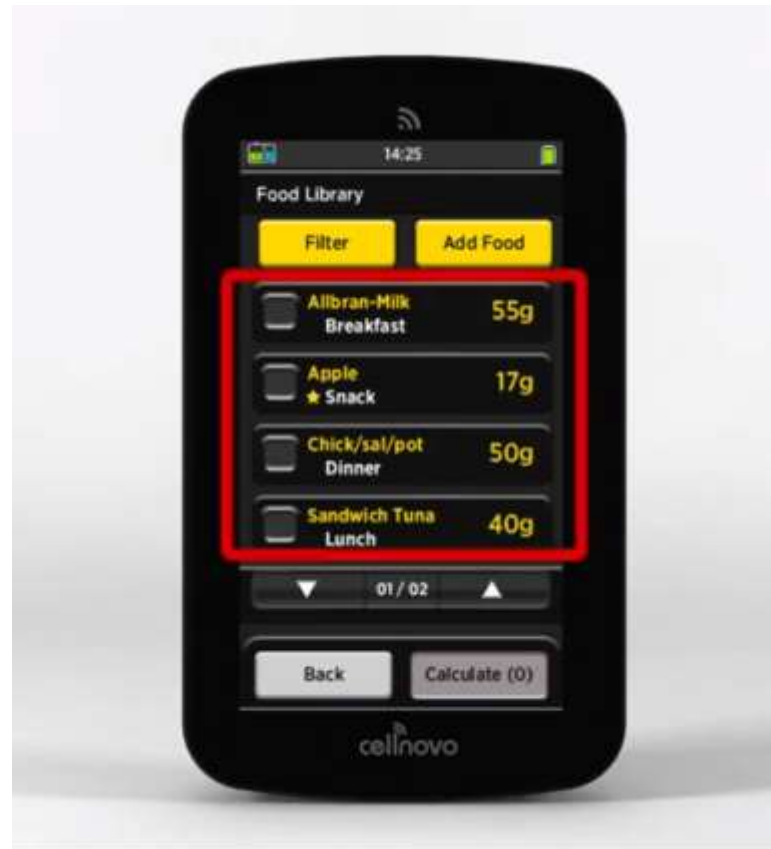 14:25
Food Library
Filter
Add Food
Allbran-Milk
55g
Breakfast
Apple
17g
Snack
Chick/sal/pot
50g
Dinner
Sandwich Tuna
40g
Lunch
01 / 02
Back
Calculate (0)
cellnovo